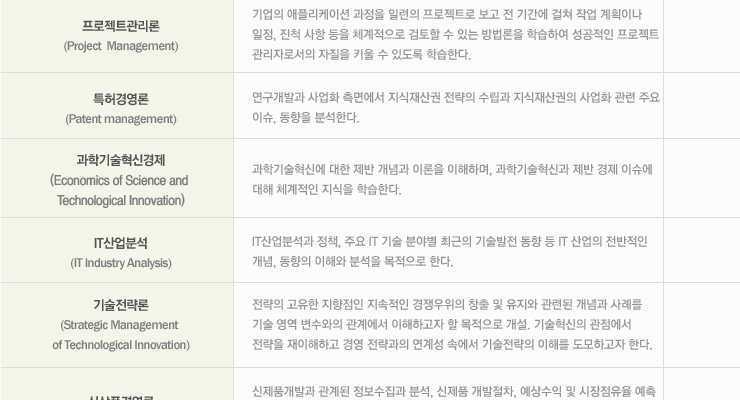 프로젝트관리론
(Project Management)
기업의 애플리케이션 과정을 일련의 프로젝트로 보고 전 기간에 걸쳐 작업 계획이나
일정, 진척 사항 등을 체계적으로 검토할 수 있는 방법론을 학습하여 성공적인 프로젝트
관리자로서의 자질을 키울 수 있도록 학습한다.
특허경영론
(Patent management)
연구개발과 사업화 측면에서 지식재산권 전략의 수립과 지식재산권의 사업화 관련 주요
이슈, 동향을 분석한다.
과학기술혁신경제
(Economics of Science and
Technological Innovation)
과학기술혁신에 대한 제반 개념과 이론을 이해하며, 과학기술혁신과 제반 경제 이슈에
대해 체계적인 지식을 학습한다.
IT산업분석
(IT Industry Analysis)
IT산업분석과 정책, 주요 IT 기술 분야별 최근의 기술발전 동향 등 IT 산업의 전반적인
개념, 동향의 이해와 분석을 목적으로 한다.
기술전략론
(Strategic Management
of Technological Innovation)
전략의 고유한 지향점인 지속적인 경쟁우위의 창출 및 유지와 관련된 개념과 사례를
기술 영역 변수와의 관계에서 이해하고자 할 목적으로 개설. 기술혁신의 관점에서
전략을 재이해하고 경영 전략과의 연계성 속에서 기술전략의 이해를 도모하고자 한다.
신제품개발과 관계된 정보수집과 분석, 신제품 개발절차, 예상수익 및 시장점유율 예측